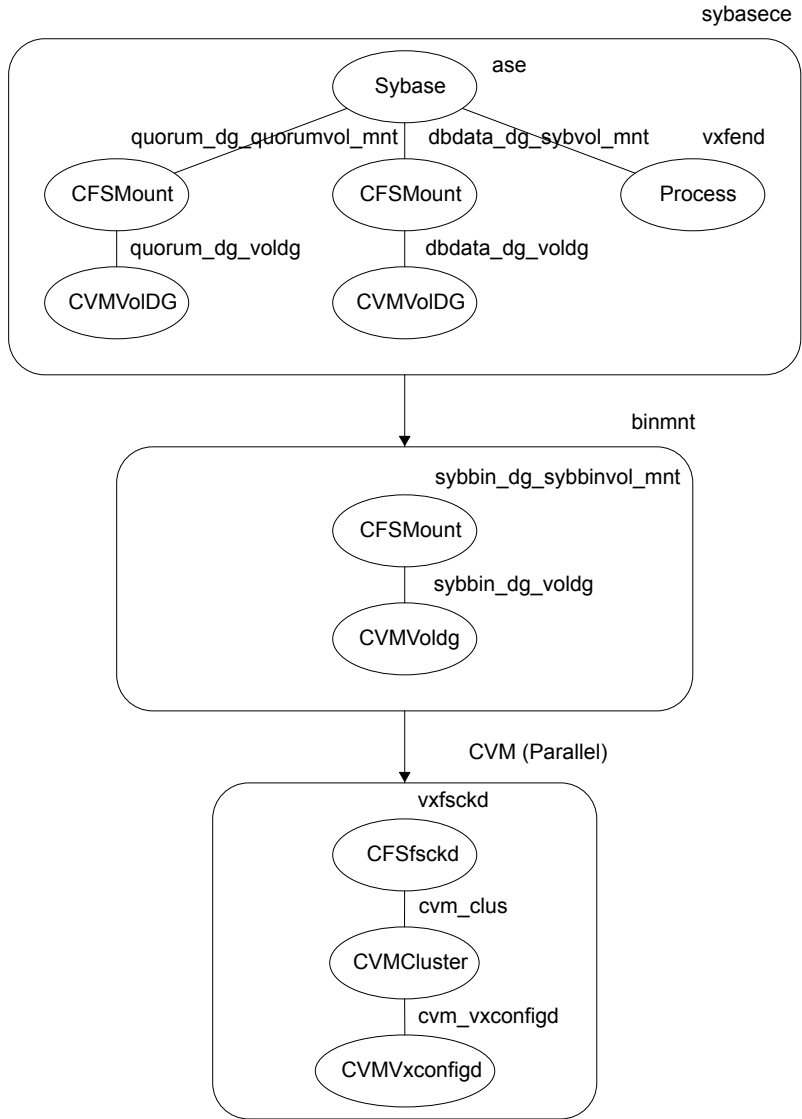 sybasece
ase
Sybase
quorum_dg_quorumvol_mnt
dbdata_dg_sybvol_mnt
vxfend
CFSMount
CFSMount
Process
quorum_dg_voldg
dbdata_dg_voldg
CVMVolDG
CVMVolDG
binmnt
sybbin_dg_sybbinvol_mnt
CFSMount
sybbin_dg_voldg
CVMVoldg
CVM (Parallel)
vxfsckd
CFSfsckd
cvm_clus
CVMCluster
cvm_vxconfigd
CVMVxconfigd